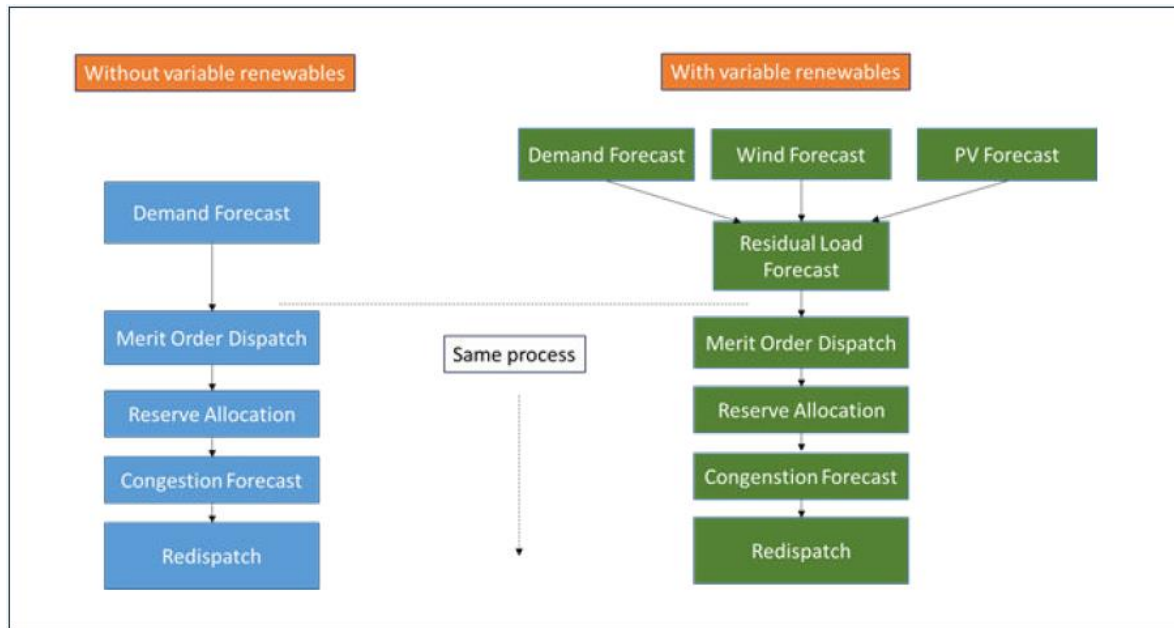 Without variable renewables
With variable renewables
Demand Forecast
Wind Forecast
PV Forecast
Demand Forecast
Residual Load
Forecast
Merit Order Dispatch
Same process
Merit Order Dispatch
Reserve Allocation
Reserve Allocation
Congestion Forecast
Congenstion Forecast
Redispatch
Redispatch